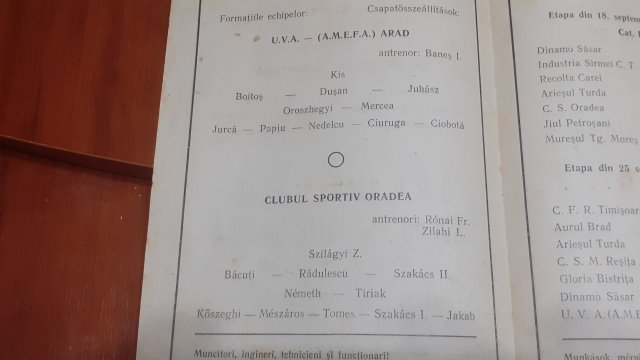 Formațiile echipelor: Csapatösszeállítások:
U.V.A. — (A.M.E.F.A.) ARAD
antrenor: Baneș I.
Kis
Boitoș — Dușan — Juhász
Oroszhegyi — Mercea
Jurcă — Papiu — Nedelcu — Ciuruga — Ciobotă
CLUBUL SPORTIV ORADEA
antrenori: Rónai Fr.
Zilahi L.
Szilágyi Z.
Băcuți — Rădulescu — Szakács II.
Németh — Tiriak
Kőszeghi — Mészáros — Tomes — Szakács I. — Jakab
Muncitori, ingineri, tehnicieni și funcționari!
Etapa din 18.
Cat.
Dinamo Săsar
Industria Sîrmei C. T.
Recolta Carei
Arieșul Turda
C. S. Oradea
Jiul Petroșani
Mureșul Tg. Mureș
Etapa din 25
C. F. R.
Aurul Brad
Arieșul Turda
C. S. M. Reșița
Gloria Bistrița
Dinamo Săsar
U. V. A.